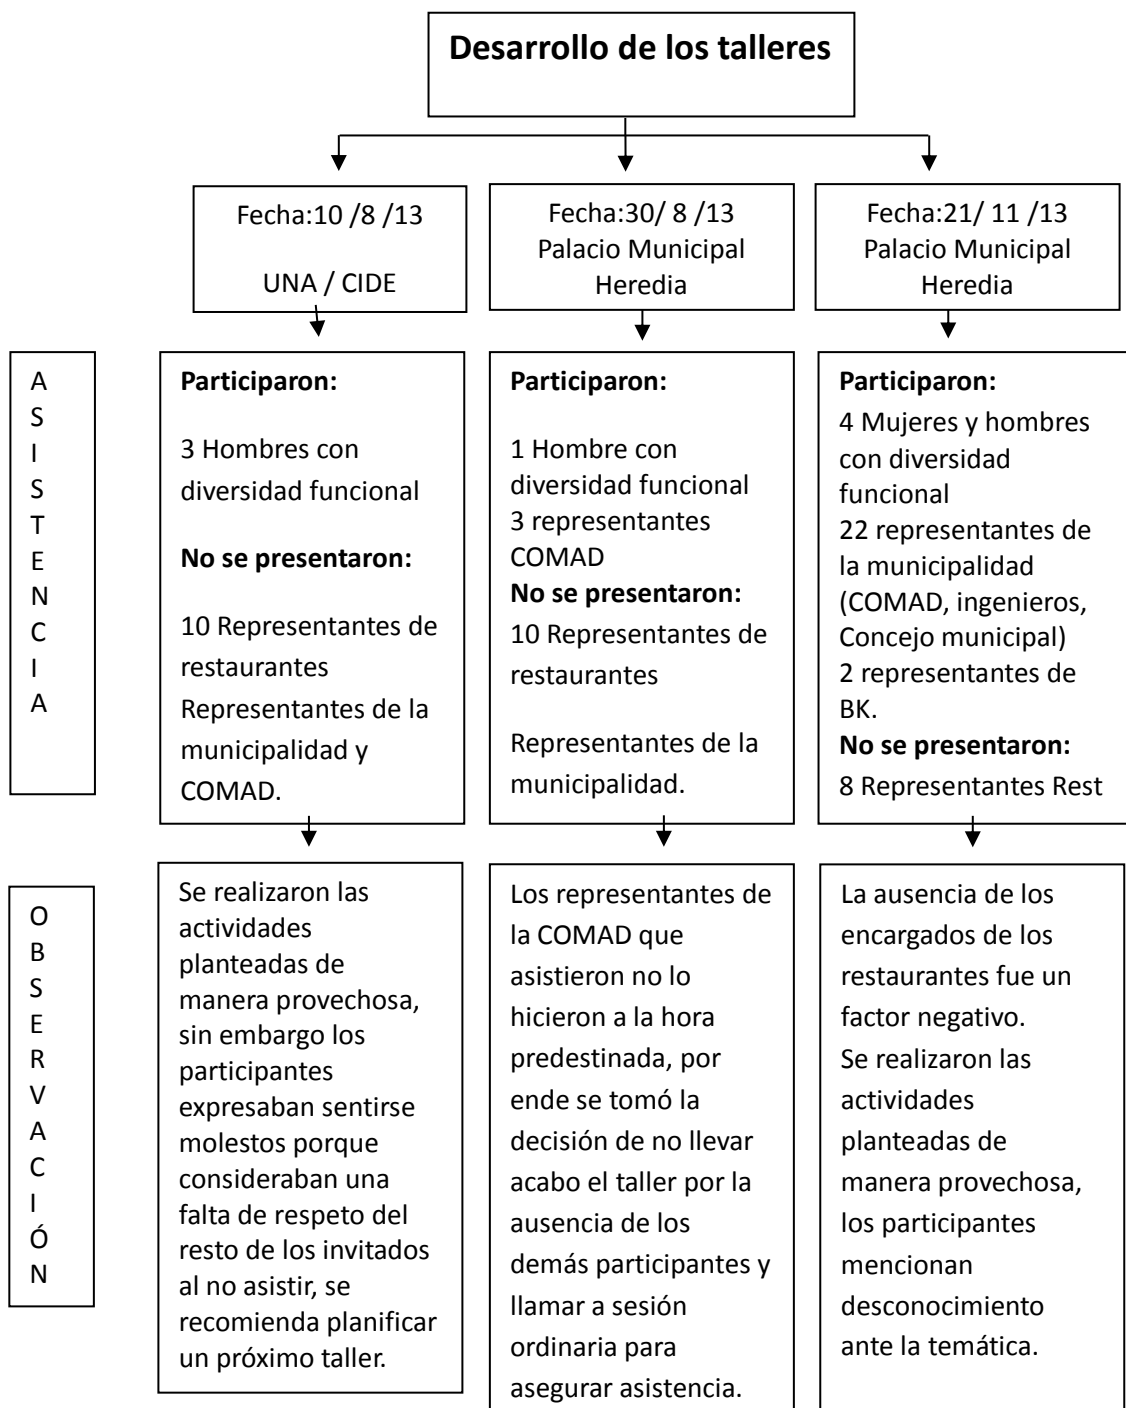 Desarrollo de los talleres
Fecha:10 /8 /13
UNA / CIDE
Fecha:30/ 8 /13
Palacio Municipal
Heredia
Fecha:21/ 11 /13
Palacio Municipal
Heredia
A
S
I
S
T
E
N
C
I
A
Participaron:
3 Hombres con
diversidad funcional
No se presentaron:
10 Representantes de
restaurantes
Representantes de la
municipalidad y
COMAD.
Participaron:
1 Hombre con
diversidad funcional
3 representantes
COMAD
No se presentaron:
10 Representantes de
restaurantes
Representantes de la
municipalidad.
Participaron:
4 Mujeres y hombres
con diversidad
funcional
22 representantes de
la municipalidad
(COMAD, ingenieros,
Concejo municipal)
2 representantes de
BK.
No se presentaron:
8 Representantes Rest
O
B
S
E
R
V
A
C
I
Ó
N
Se realizaron las
actividades
planteadas de
manera provechosa,
sin embargo los
participantes
expresaban sentirse
molestos porque
consideraban una
falta de respeto del
resto de los invitados
al no asistir, se
recomienda planificar
un próximo taller.
Los representantes de
la COMAD que
asistieron no lo
hicieron a la hora
predestinada, por
ende se tomó la
decisión de no llevar
acabo el taller por la
ausencia de los
demás participantes y
llamar a sesión
ordinaria para
asegurar asistencia.
La ausencia de los
encargados de los
restaurantes fue un
factor negativo.
Se realizaron las
actividades
planteadas de
manera provechosa,
los participantes
mencionan
desconocimiento
ante la temática.